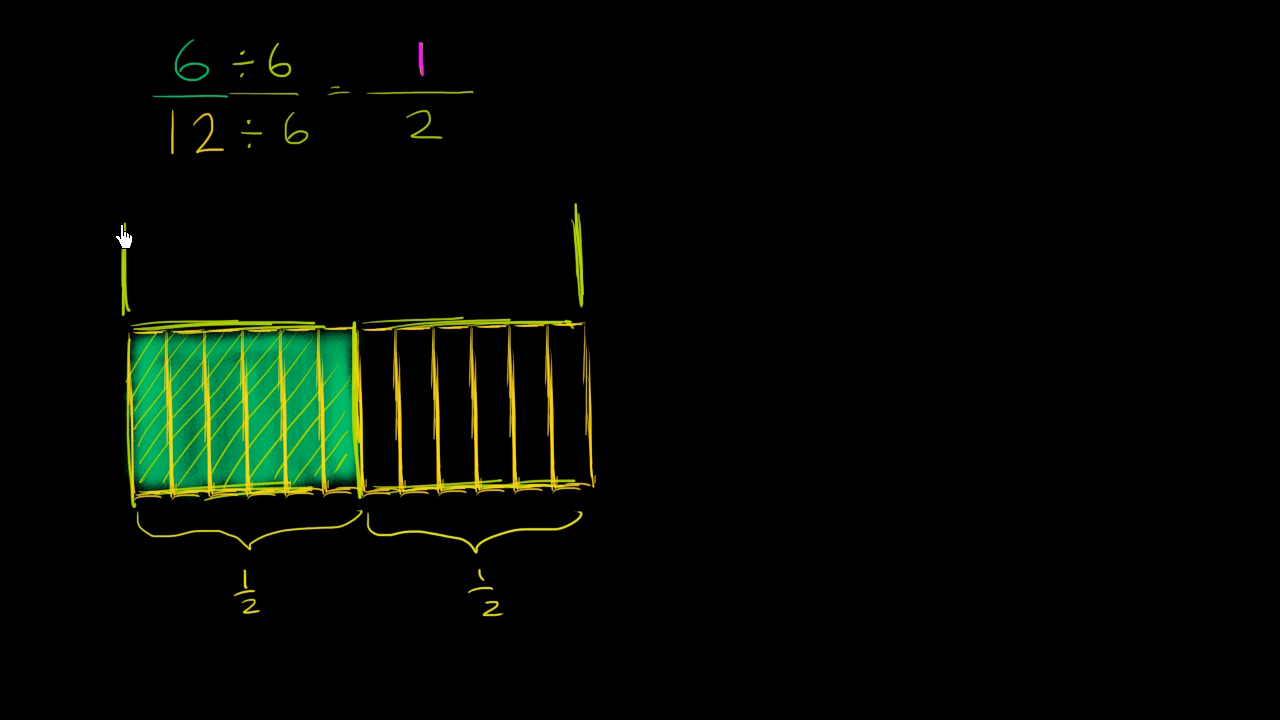 6 ÷ 6 / 12 ÷ 6 = 1 / 2
1/2 1/2